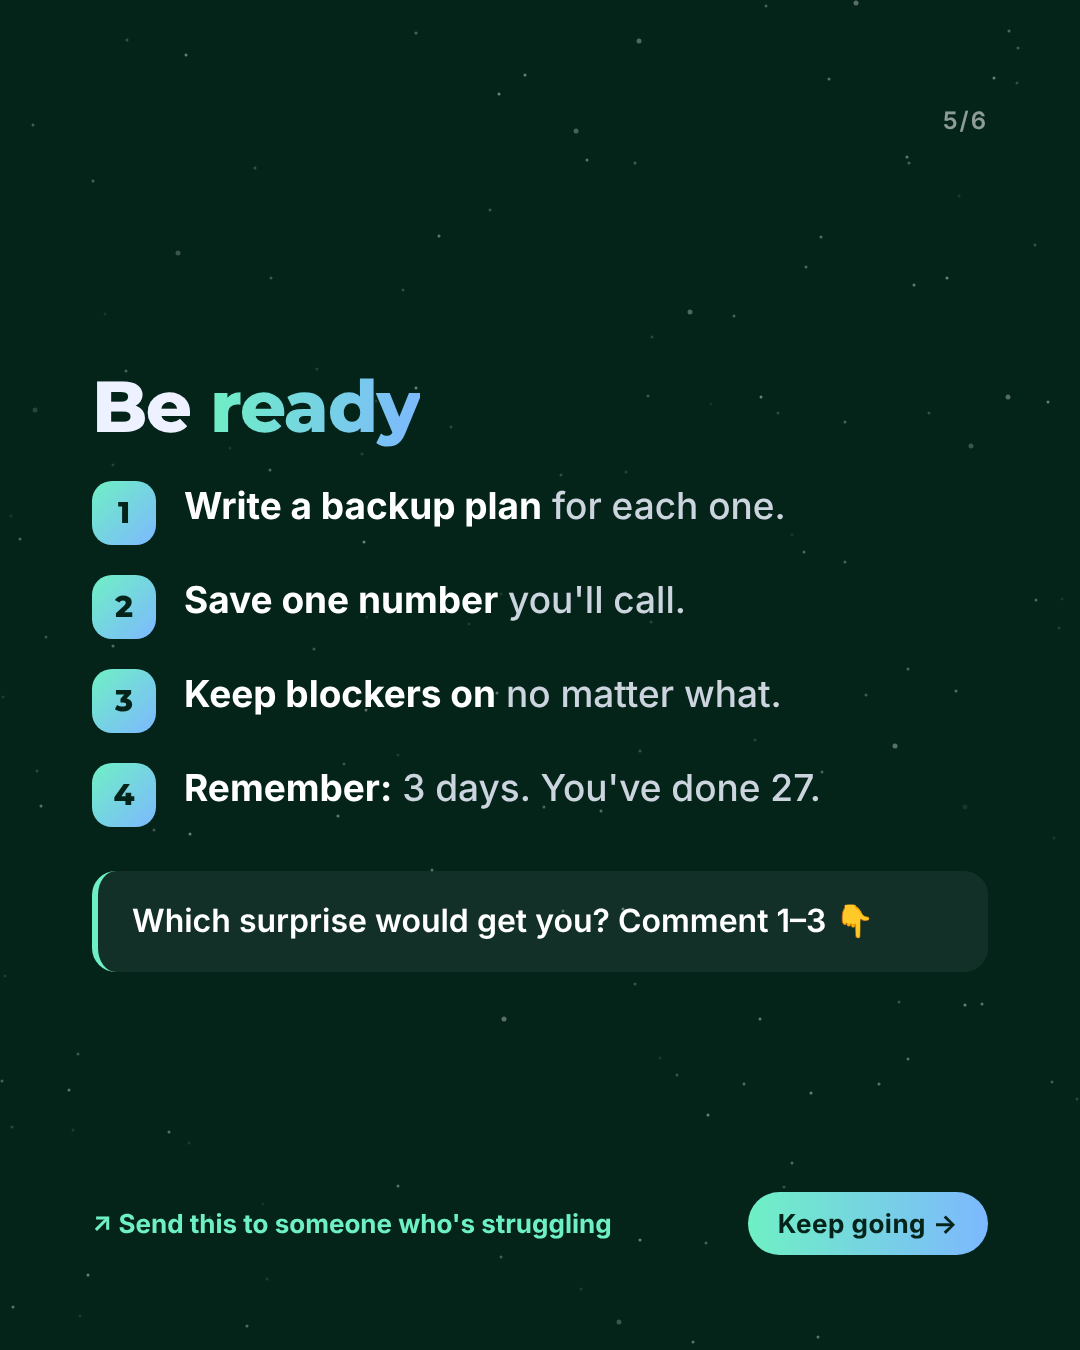 5/6
Be ready
1 Write a backup plan for each one.
2 Save one number you'll call.
3 Keep blockers on no matter what.
4 Remember: 3 days. You've done 27.
Which surprise would get you? Comment 1–3 👇
↗ Send this to someone who's struggling
Keep going →